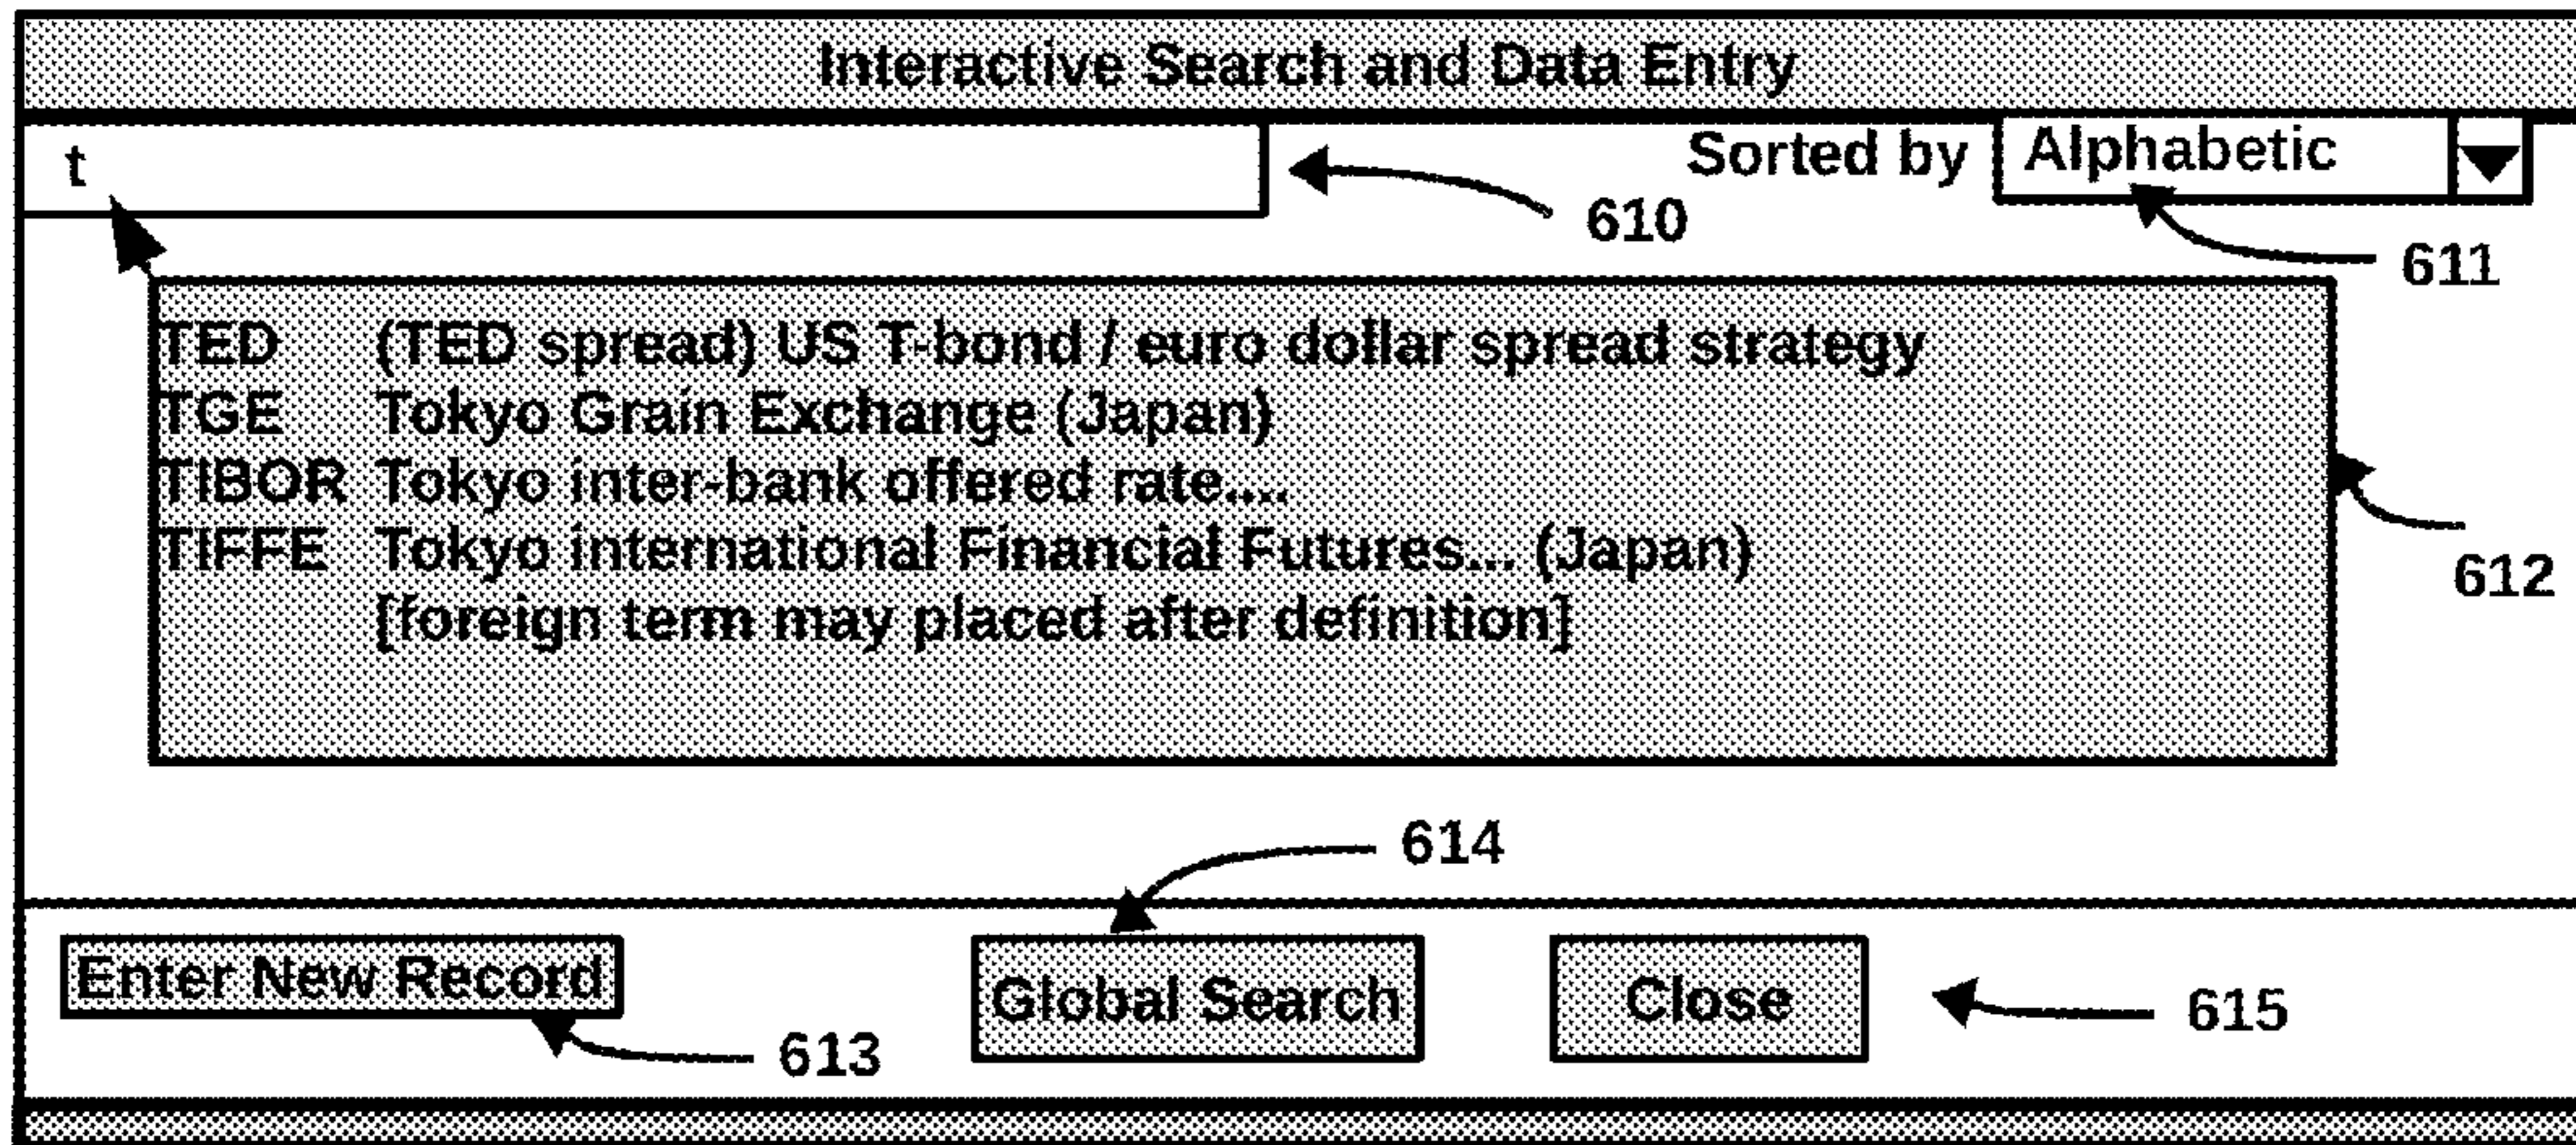 Interactive Search and Data Entry
t
Sorted by Alphabetic
610
611
TED (TED spread) US T-bond / euro dollar spread strategy
TGE Tokyo Grain Exchange (Japan)
TIBOR Tokyo inter-bank offered rate....
TIFFE Tokyo international Financial Futures... (Japan)
[foreign term may placed after definition]
612
614
Enter New Record
Global Search
Close
615
613